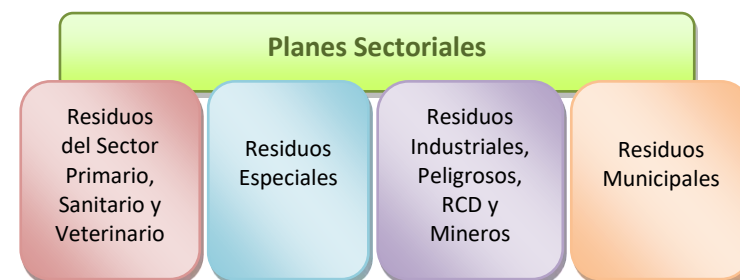 Planes Sectoriales
Residuos
del Sector
Primario,
Sanitario y
Veterinario
Residuos
Especiales
Residuos
Industriales,
Peligrosos,
RCD y
Mineros
Residuos
Municipales